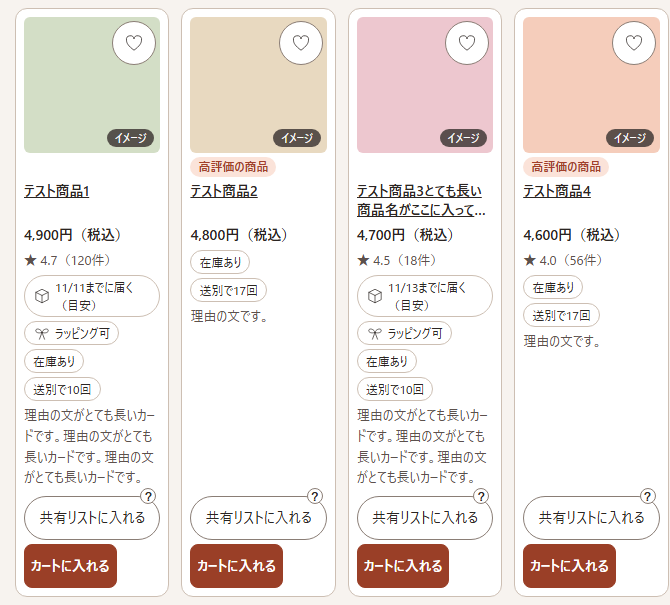 イメージ
テスト商品1
4,900円（税込）
★ 4.7（120件）
11/11までに届く
（目安）
ラッピング可
在庫あり
送別で10回
理由の文がとても長いカー
ドです。理由の文がとても
長いカードです。理由の文
がとても長いカードです。
?
共有リストに入れる
カートに入れる
イメージ
高評価の商品
テスト商品2
4,800円（税込）
在庫あり
送別で17回
理由の文です。
?
共有リストに入れる
カートに入れる
イメージ
テスト商品3とても長い
商品名がここに入って...
4,700円（税込）
★ 4.5（18件）
11/13までに届く
（目安）
ラッピング可
在庫あり
送別で10回
理由の文がとても長いカー
ドです。理由の文がとても
長いカードです。理由の文
がとても長いカードです。
?
共有リストに入れる
カートに入れる
イメージ
高評価の商品
テスト商品4
4,600円（税込）
★ 4.0（56件）
在庫あり
送別で17回
理由の文です。
?
共有リストに入れる
カートに入れる